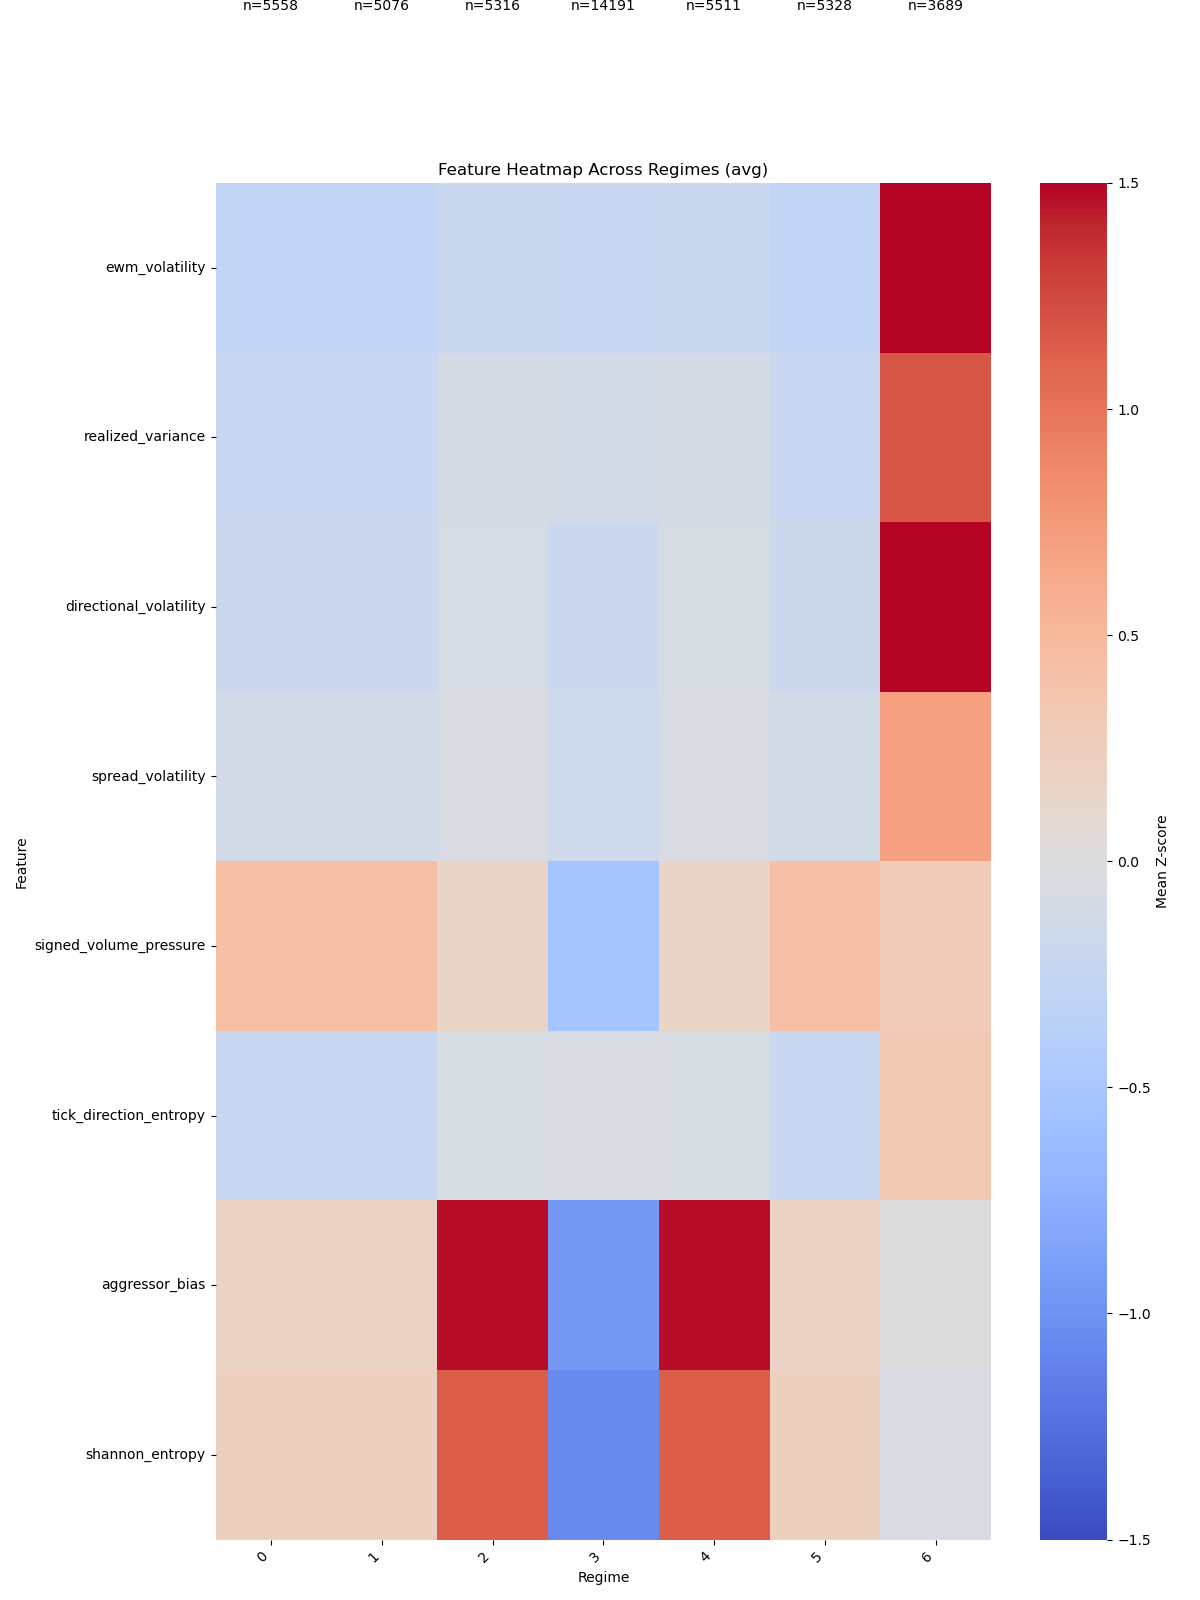 n=5558 n=5076 n=5316 n=14191 n=5511 n=5328 n=3689
Feature Heatmap Across Regimes (avg)
ewm_volatility
realized_variance
directional_volatility
spread_volatility
signed_volume_pressure
tick_direction_entropy
aggressor_bias
shannon_entropy
Feature
0 1 2 3 4 5 6
Regime
1.5
1.0
0.5
0.0
−0.5
−1.0
−1.5
Mean Z-score